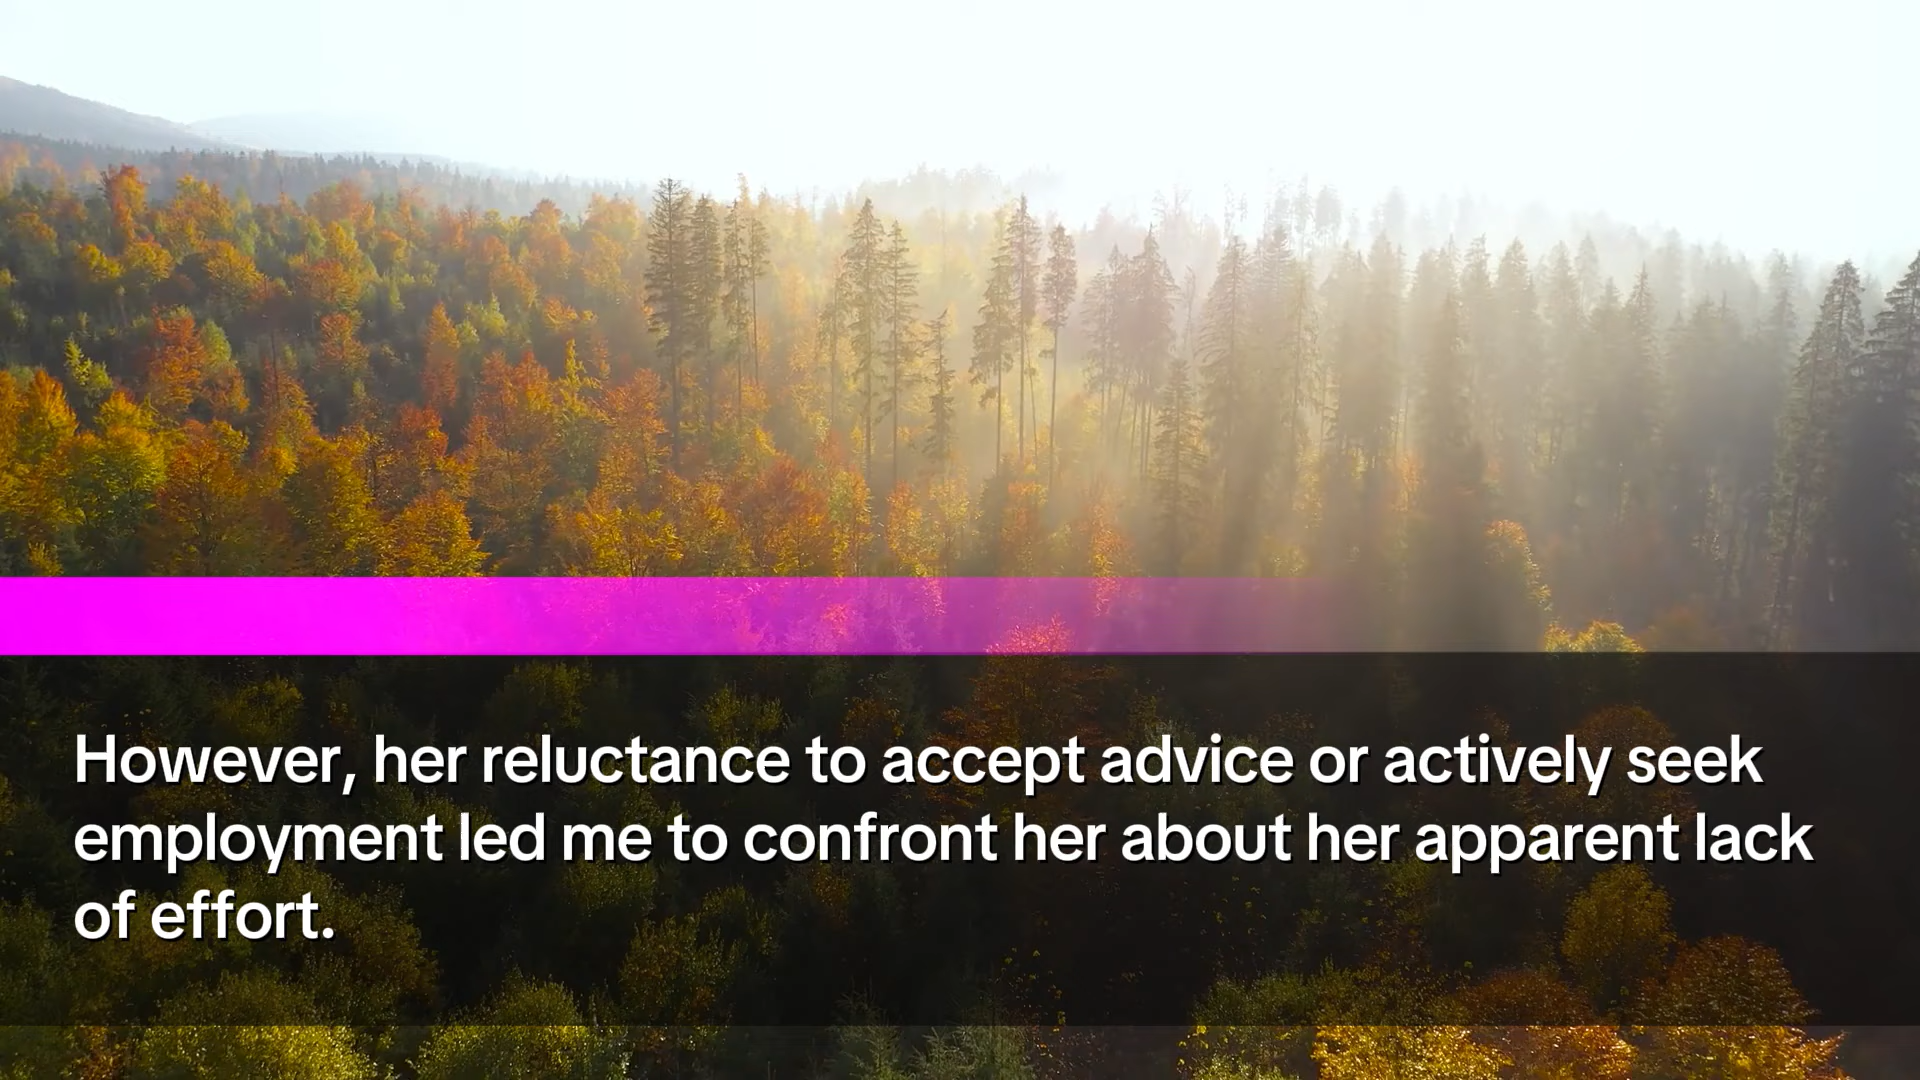 However, her reluctance to accept advice or actively seek
employment led me to confront her about her apparent lack
of effort.